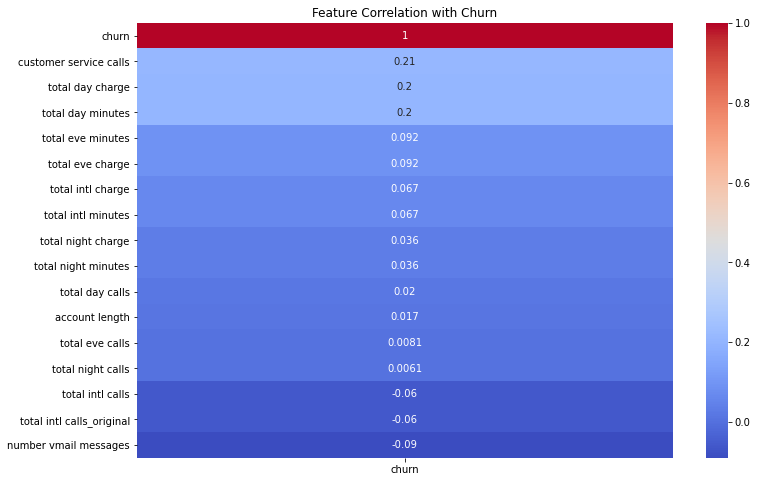 Feature Correlation with Churn
churn 1
customer service calls 0.21
total day charge 0.2
total day minutes 0.2
total eve minutes 0.092
total eve charge 0.092
total intl charge 0.067
total intl minutes 0.067
total night charge 0.036
total night minutes 0.036
total day calls 0.02
account length 0.017
total eve calls 0.0081
total night calls 0.0061
total intl calls -0.06
total intl calls_original -0.06
number vmail messages -0.09
churn
1.0
0.8
0.6
0.4
0.2
0.0